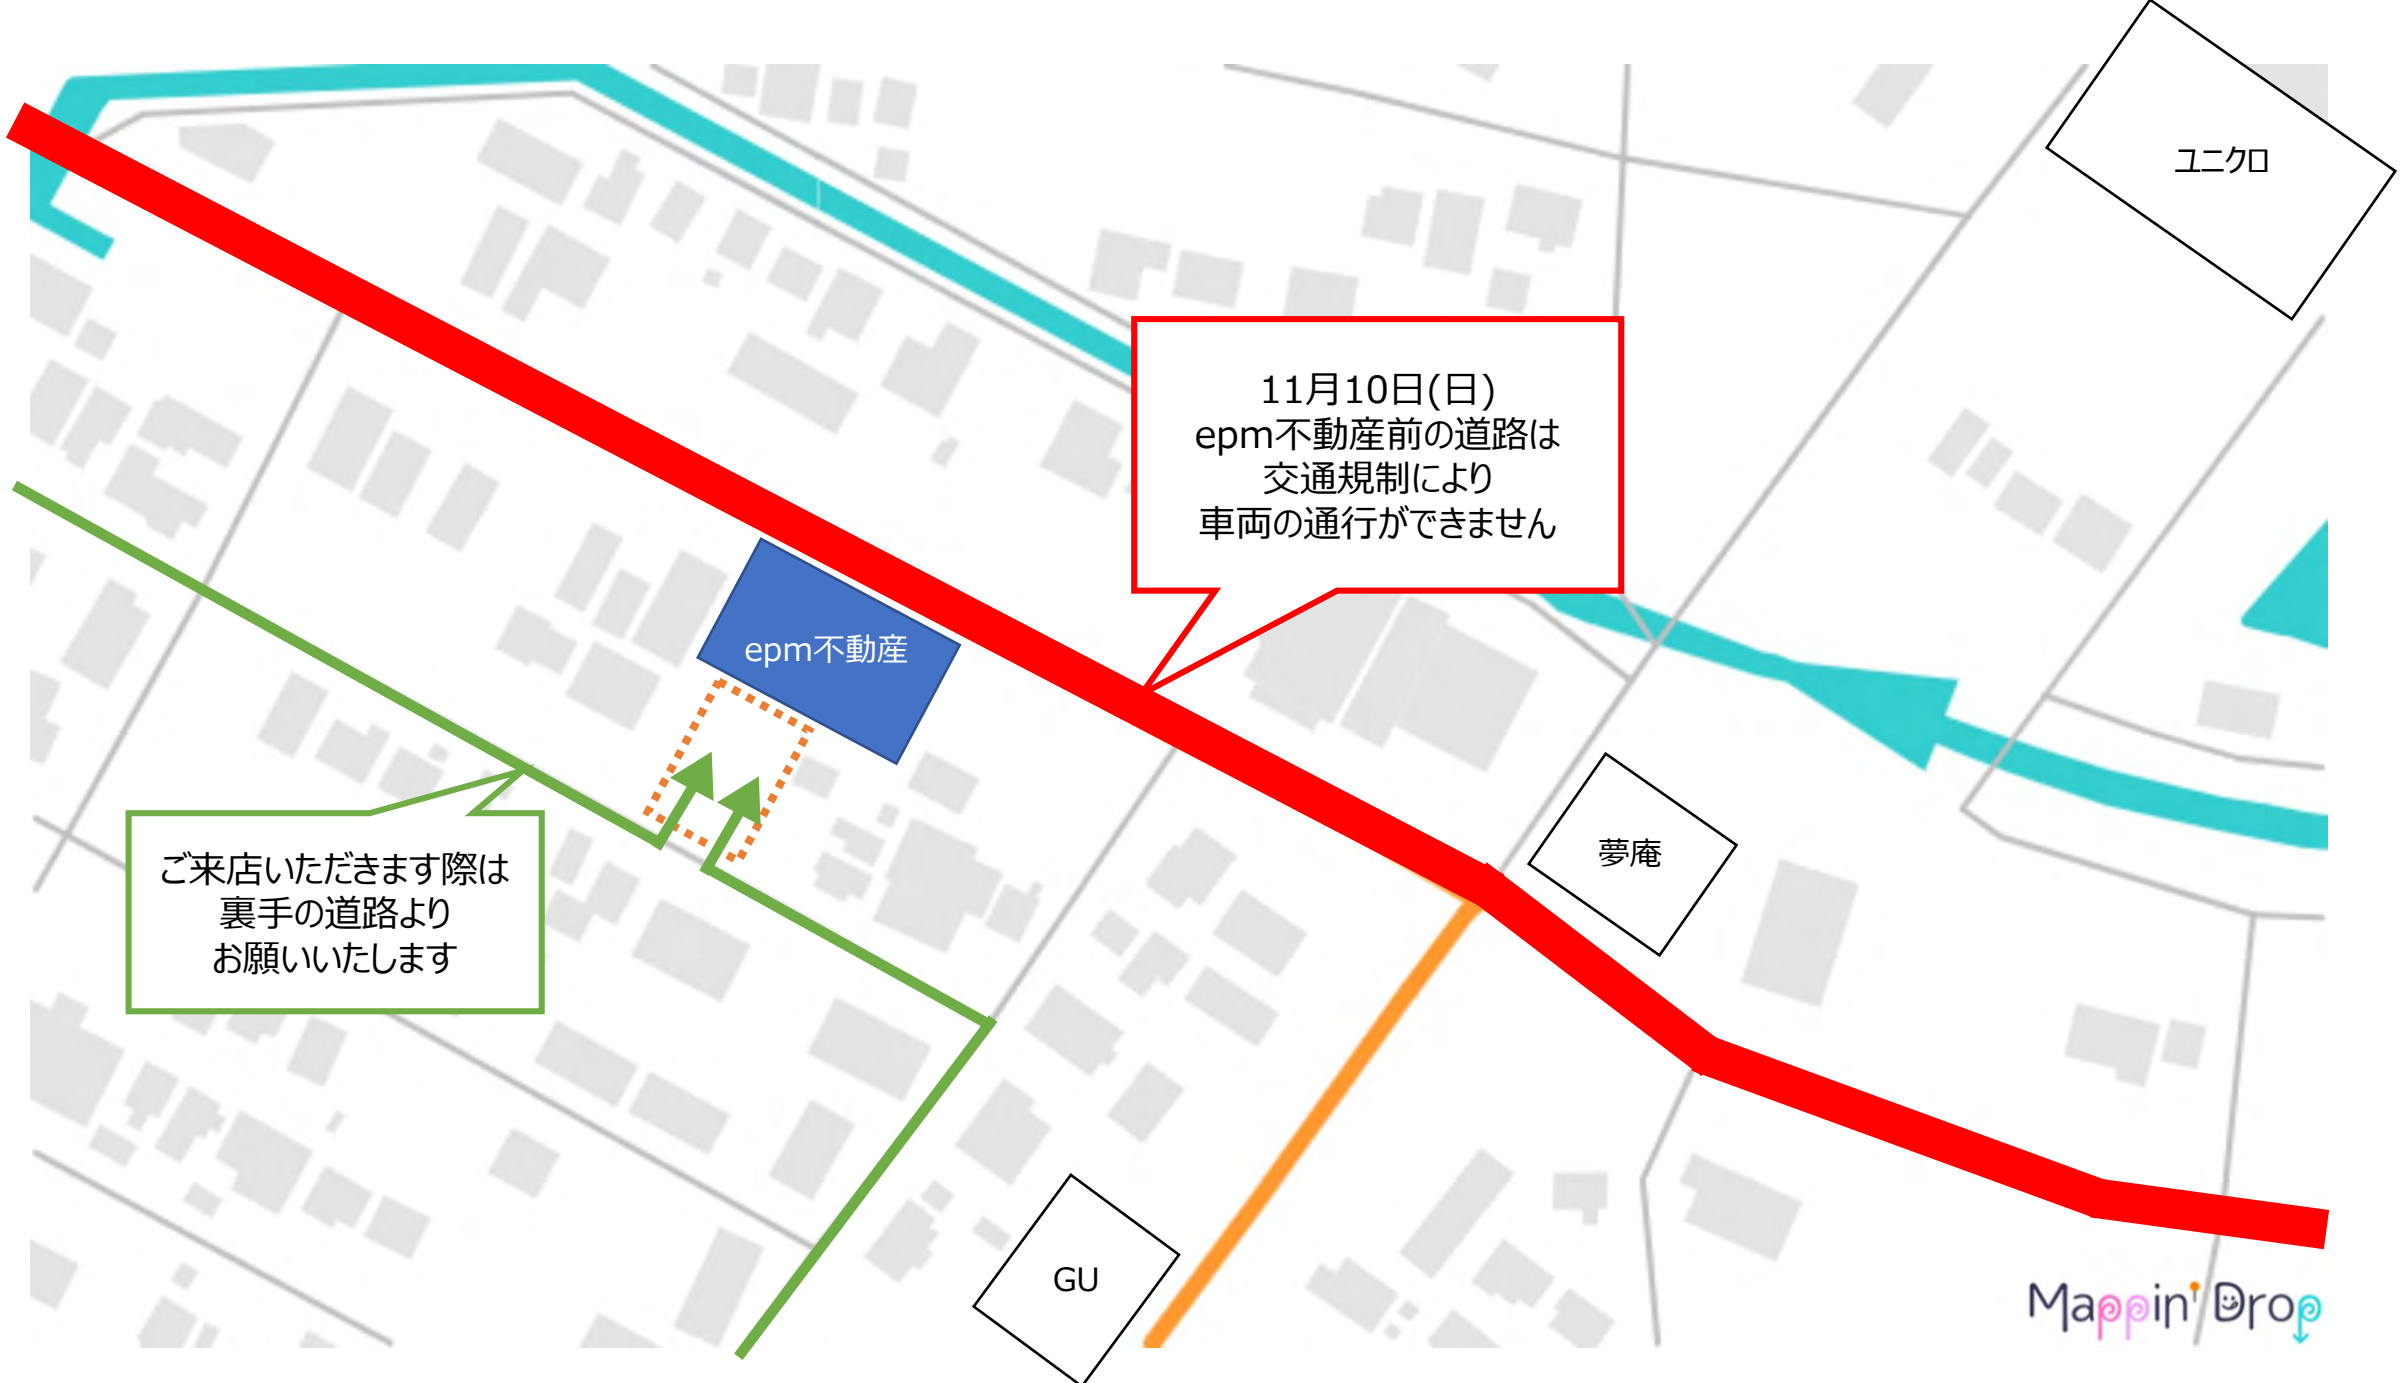 ユニクロ
11月10日(日)
epm不動産前の道路は
交通規制により
車両の通行ができません
epm不動産
夢庵
ご来店いただきます際は
裏手の道路より
お願いいたします
GU
Mappin' Drop